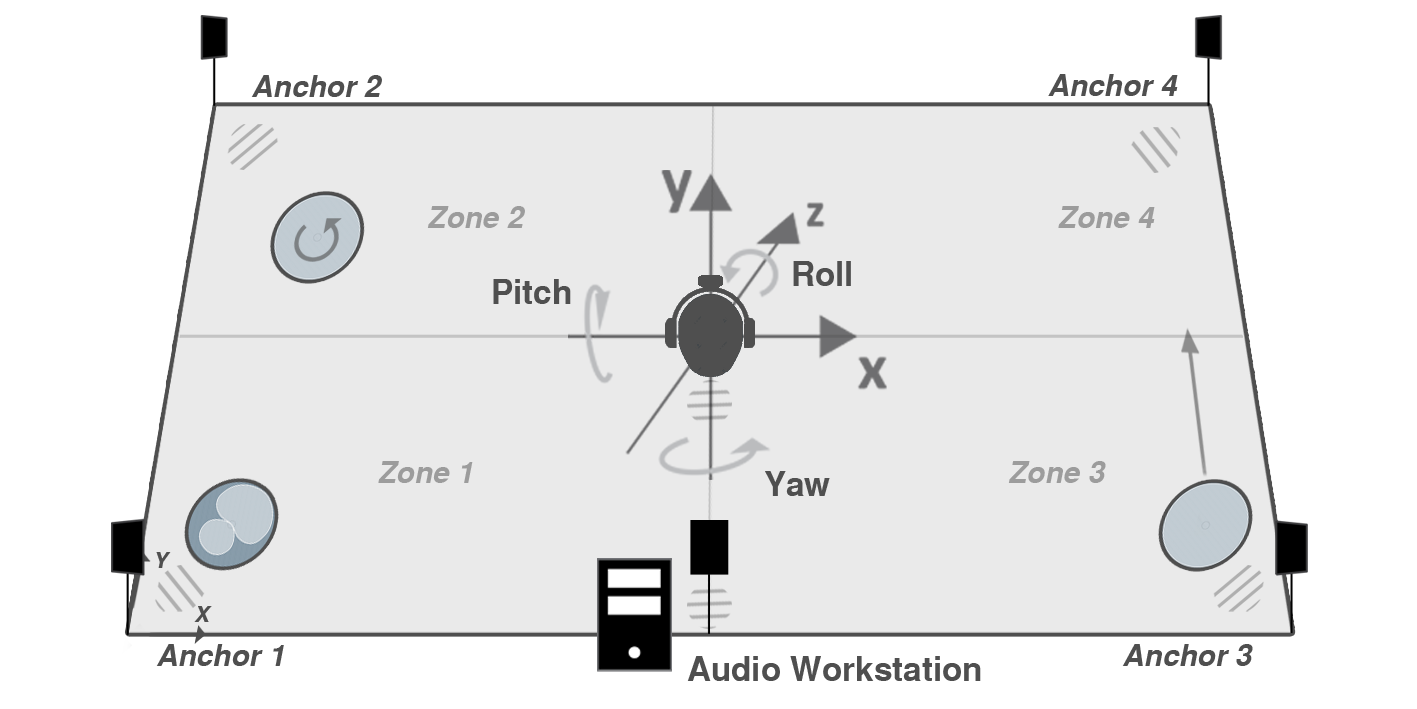 Anchor 2
Anchor 4
y
z
Zone 2
Zone 4
Roll
Pitch
x
Zone 1
Zone 3
Yaw
Y
X
Anchor 1
Anchor 3
Audio Workstation